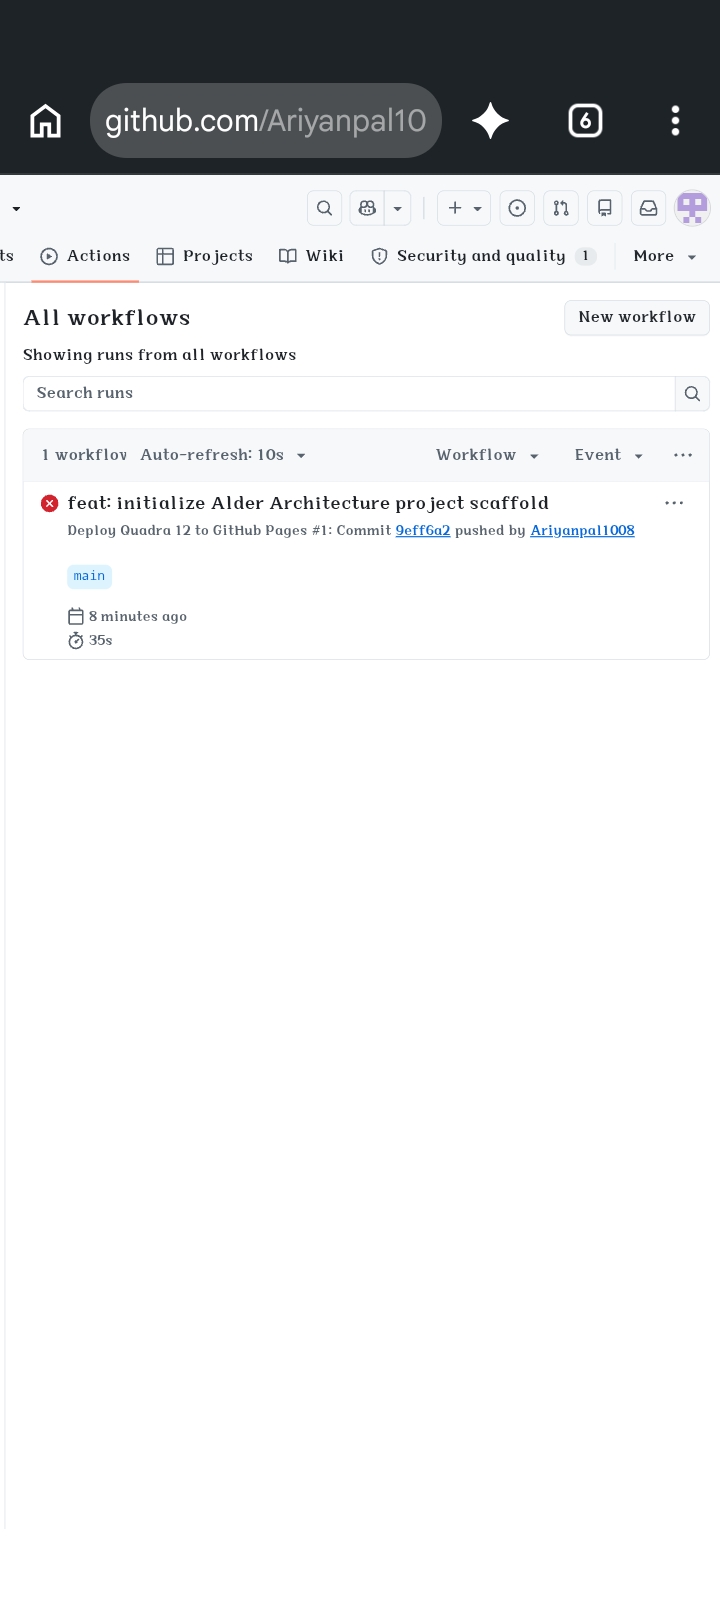 github.com/Ariyanpal10
6
ts Actions Projects Wiki Security and quality 1 More
All workflows
New workflow
Showing runs from all workflows
Search runs
1 workflow Auto-refresh: 10s Workflow Event
feat: initialize Alder Architecture project scaffold
Deploy Quadra 12 to GitHub Pages #1: Commit 9eff6a2 pushed by Ariyanpal1008
main
8 minutes ago
35s